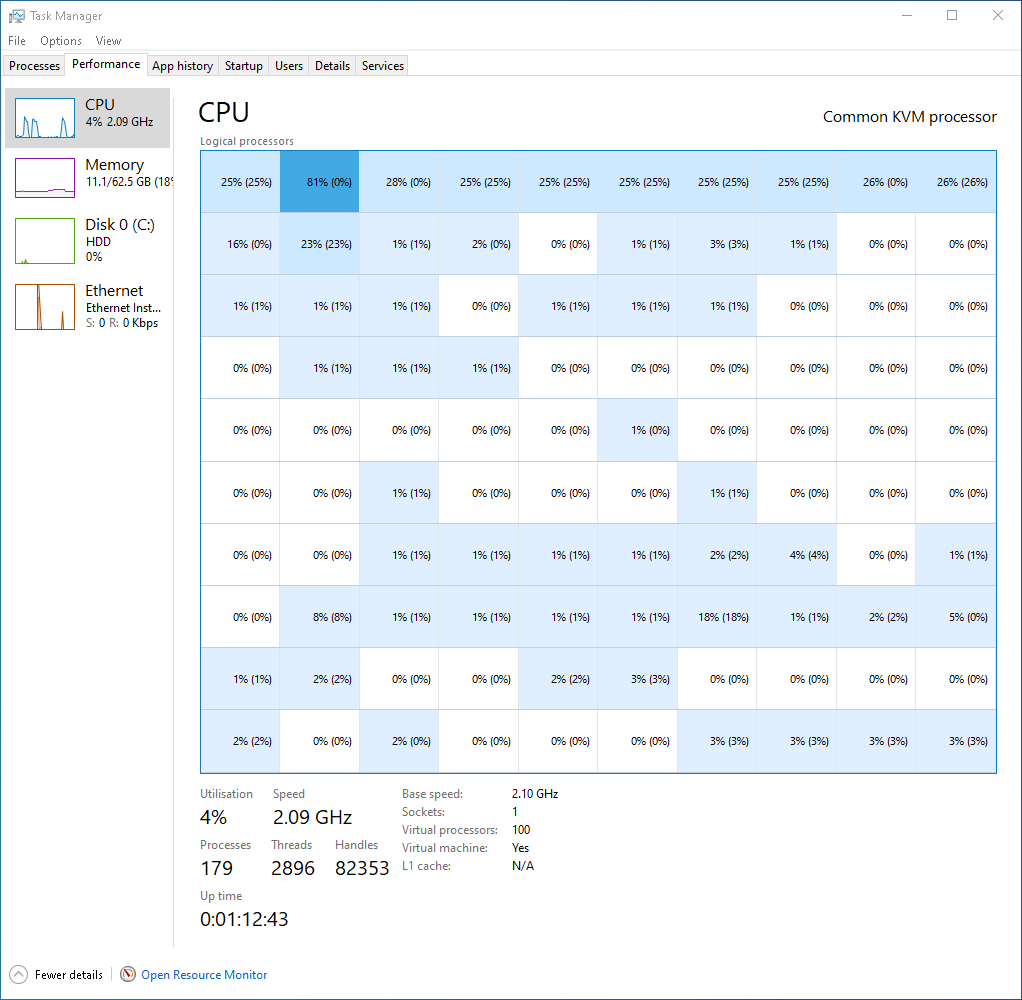 Task Manager
File Options View
Processes Performance App history Startup Users Details Services
CPU
4% 2.09 GHz
Memory
11.1/62.5 GB (18%
Disk 0 (C:)
HDD
0%
Ethernet
Ethernet Inst...
S: 0 R: 0 Kbps
CPU Common KVM processor
Logical processors
25% (25%) 81% (0%) 28% (0%) 25% (25%) 25% (25%) 25% (25%) 25% (25%) 25% (25%) 26% (0%) 26% (26%)
16% (0%) 23% (23%) 1% (1%) 2% (0%) 0% (0%) 1% (1%) 3% (3%) 1% (1%) 0% (0%) 0% (0%)
1% (1%) 1% (1%) 1% (1%) 0% (0%) 1% (1%) 1% (1%) 1% (1%) 0% (0%) 0% (0%) 0% (0%)
0% (0%) 1% (1%) 1% (1%) 1% (1%) 0% (0%) 0% (0%) 0% (0%) 0% (0%) 0% (0%) 0% (0%)
0% (0%) 0% (0%) 0% (0%) 0% (0%) 0% (0%) 1% (0%) 0% (0%) 0% (0%) 0% (0%) 0% (0%)
0% (0%) 0% (0%) 1% (1%) 0% (0%) 0% (0%) 0% (0%) 1% (1%) 0% (0%) 0% (0%) 0% (0%)
0% (0%) 0% (0%) 1% (1%) 1% (1%) 1% (1%) 1% (1%) 2% (2%) 4% (4%) 0% (0%) 1% (1%)
0% (0%) 8% (8%) 1% (1%) 1% (1%) 1% (1%) 1% (1%) 18% (18%) 1% (1%) 2% (2%) 5% (0%)
1% (1%) 2% (2%) 0% (0%) 0% (0%) 2% (2%) 3% (3%) 0% (0%) 0% (0%) 0% (0%) 0% (0%)
2% (2%) 0% (0%) 2% (0%) 0% (0%) 0% (0%) 0% (0%) 3% (3%) 3% (3%) 3% (3%) 3% (3%)
Utilisation Speed
4% 2.09 GHz
Processes Threads Handles
179 2896 82353
Up time
0:01:12:43
Base speed: 2.10 GHz
Sockets: 1
Virtual processors: 100
Virtual machine: Yes
L1 cache: N/A
Fewer details Open Resource Monitor